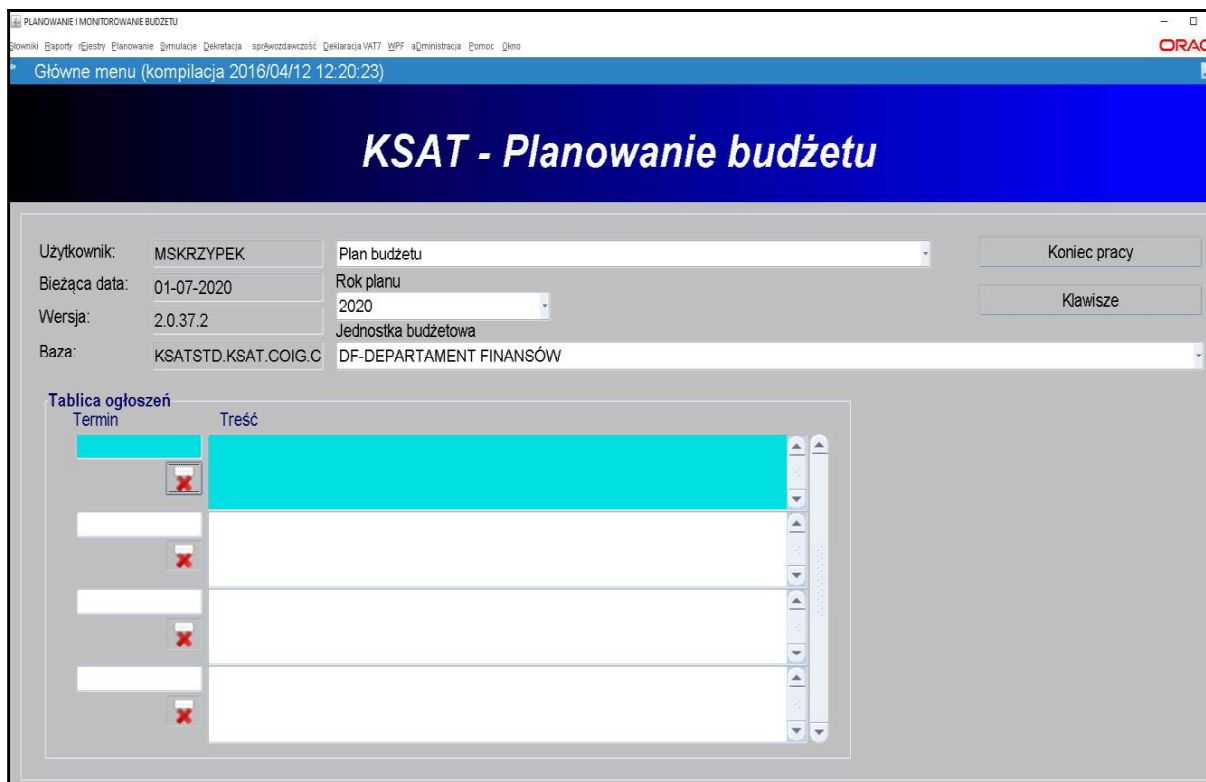 PLANOWANIE I MONITOROWANIE BUDŻETU
Słowniki Raporty rEjestry Planowanie Symulacje Dekretacja sprAwozdawczość Deklaracja VAT7 WPF aDministracja Pomoc Okno
ORAC
Główne menu (kompilacja 2016/04/12 12:20:23)
KSAT - Planowanie budżetu
Użytkownik: MSKRZYPEK Plan budżetu Koniec pracy
Bieżąca data: 01-07-2020 Rok planu
2020 Klawisze
Wersja: 2.0.37.2
Jednostka budżetowa
Baza: KSATSTD.KSAT.COIG.C DF-DEPARTAMENT FINANSÓW
Tablica ogłoszeń
Termin Treść